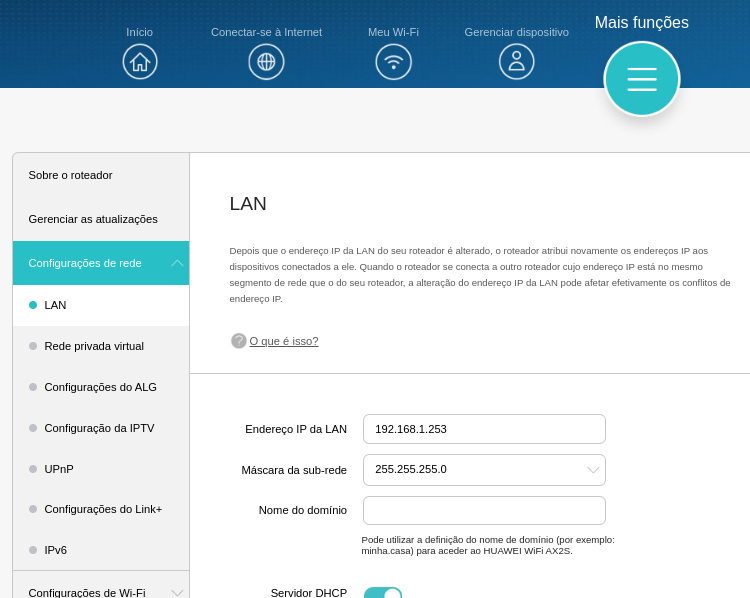 Início
Conectar-se à Internet
Meu Wi-Fi
Gerenciar dispositivo
Mais funções
Sobre o roteador
Gerenciar as atualizações
Configurações de rede
LAN
Rede privada virtual
Configurações do ALG
Configuração da IPTV
UPnP
Configurações do Link+
IPv6
Configurações de Wi-Fi
LAN
Depois que o endereço IP da LAN do seu roteador é alterado, o roteador atribui novamente os endereços IP aos
dispositivos conectados a ele. Quando o roteador se conecta a outro roteador cujo endereço IP está no mesmo
segmento de rede que o do seu roteador, a alteração do endereço IP da LAN pode afetar efetivamente os conflitos de
endereço IP.
? O que é isso?
Endereço IP da LAN 192.168.1.253
Máscara da sub-rede 255.255.255.0
Nome do domínio
Pode utilizar a definição do nome de domínio (por exemplo:
minha.casa) para aceder ao HUAWEI WiFi AX2S.
Servidor DHCP